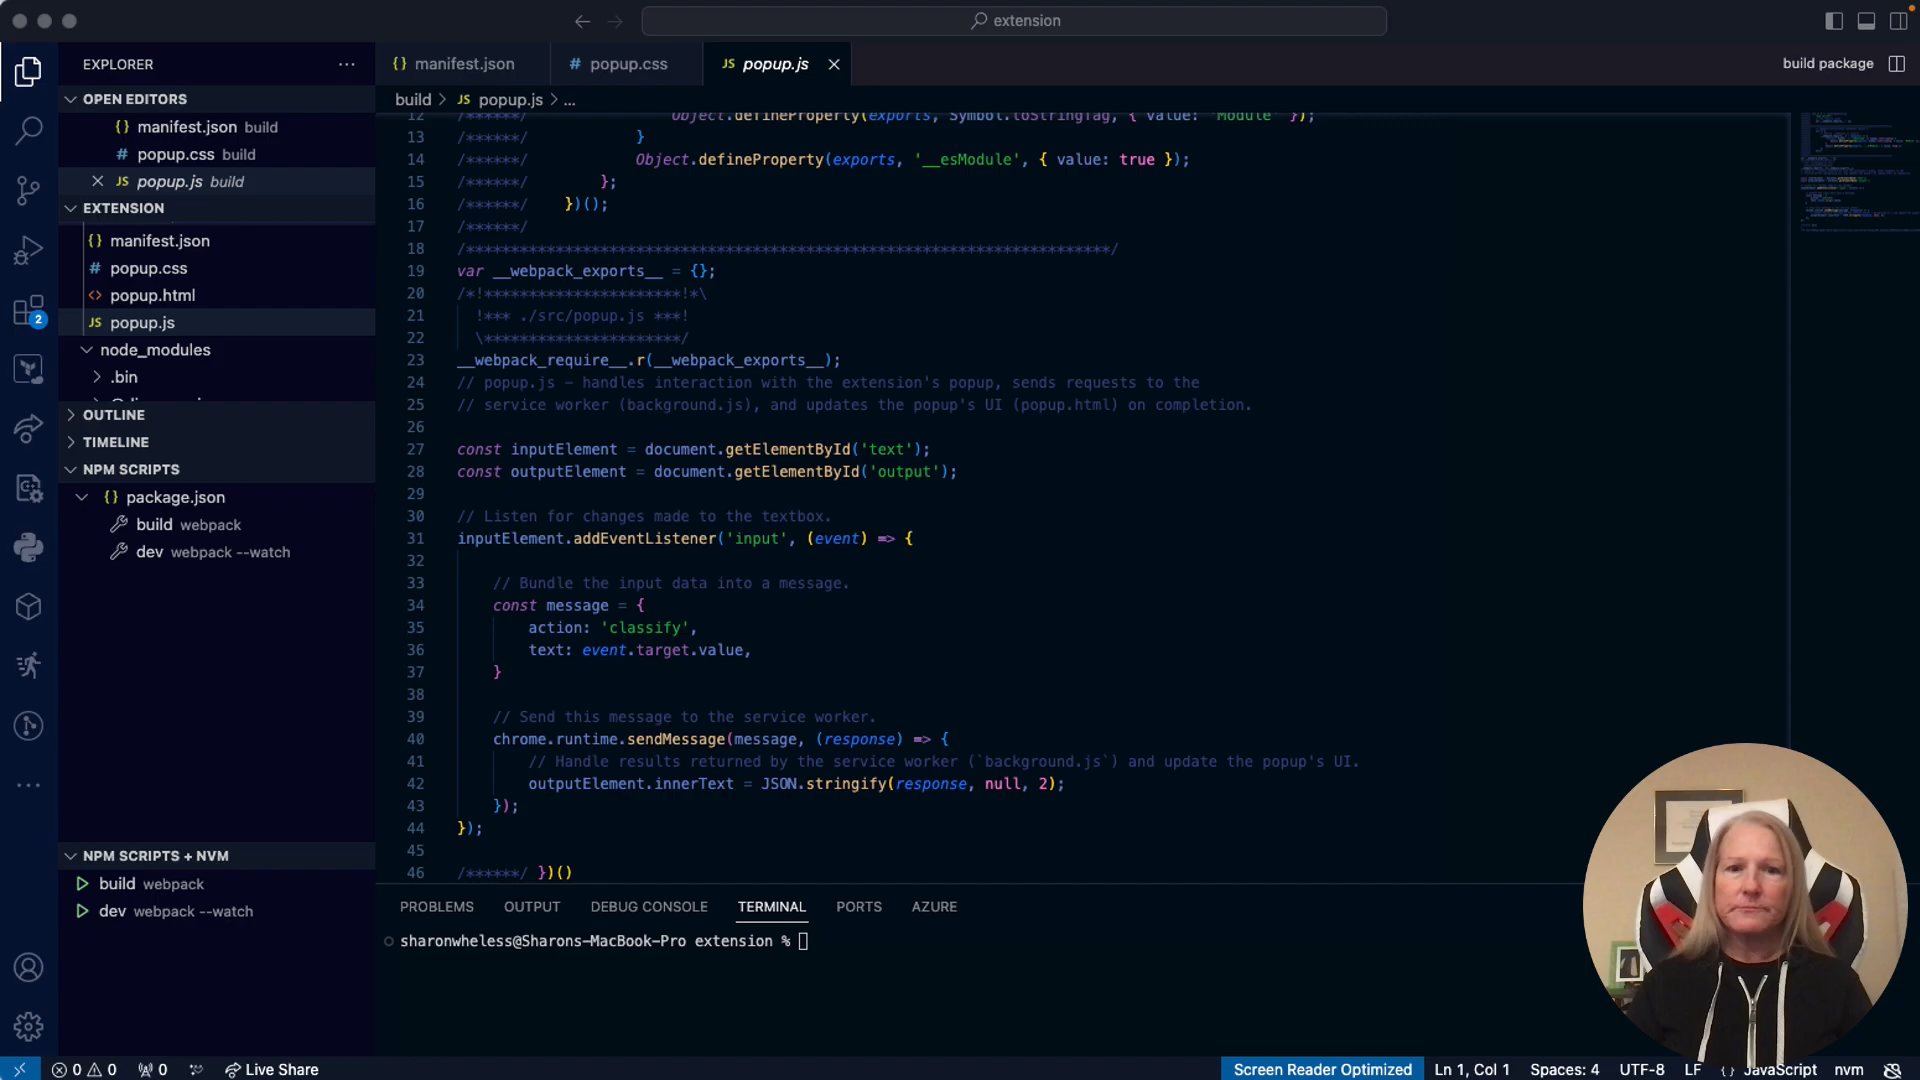 extension
EXPLORER
OPEN EDITORS
manifest.json build
popup.css build
JS popup.js build
EXTENSION
manifest.json
popup.css
popup.html
JS popup.js
node_modules
.bin
OUTLINE
TIMELINE
NPM SCRIPTS
{} package.json
build webpack
dev webpack --watch
NPM SCRIPTS + NVM
build webpack
dev webpack --watch
2
{} manifest.json
# popup.css
JS popup.js
build package
build > JS popup.js > ...
12 /******/ Object.defineProperty(exports, Symbol.toStringTag, { value: 'Module' });
13 /******/ }
14 /******/ Object.defineProperty(exports, '__esModule', { value: true });
15 /******/ };
16 /******/ })();
17 /******/
18 /************************************************************************/
19 var __webpack_exports__ = {};
20 /*!**********************!*\
21 !*** ./src/popup.js ***!
22 \**********************/
23 __webpack_require__.r(__webpack_exports__);
24 // popup.js - handles interaction with the extension's popup, sends requests to the
25 // service worker (background.js), and updates the popup's UI (popup.html) on completion.
26
27 const inputElement = document.getElementById('text');
28 const outputElement = document.getElementById('output');
29
30 // Listen for changes made to the textbox.
31 inputElement.addEventListener('input', (event) => {
32
33 // Bundle the input data into a message.
34 const message = {
35 action: 'classify',
36 text: event.target.value,
37 }
38
39 // Send this message to the service worker.
40 chrome.runtime.sendMessage(message, (response) => {
41 // Handle results returned by the service worker (`background.js`) and update the popup's UI.
42 outputElement.innerText = JSON.stringify(response, null, 2);
43 });
44 });
45
46 /******/ })()
PROBLEMS OUTPUT DEBUG CONSOLE TERMINAL PORTS AZURE
sharonwheless@Sharons-MacBook-Pro extension %
0 0 0 Live Share
Screen Reader Optimized Ln 1, Col 1 Spaces: 4 UTF-8 LF {} JavaScript nvm